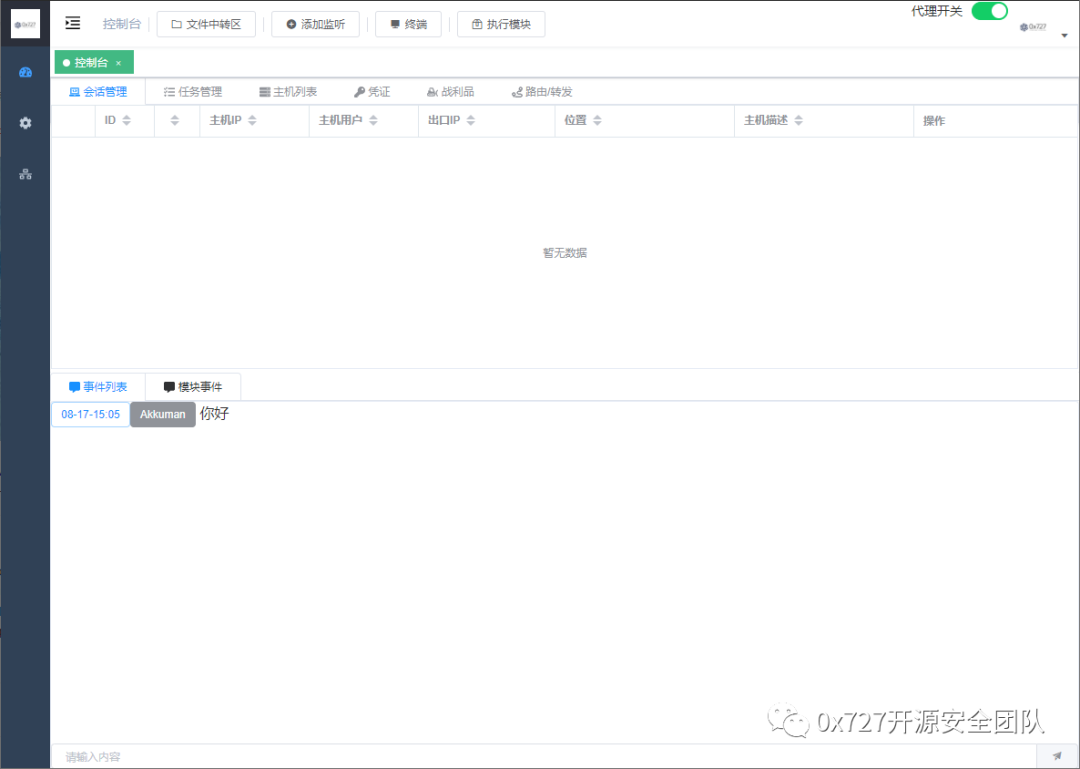 0x727
控制台 文件中转区 添加监听 终端 执行模块 代理开关 0x727
控制台 ×
会话管理 任务管理 主机列表 凭证 战利品 路由/转发
ID 主机IP 主机用户 出口IP 位置 主机描述 操作
暂无数据
事件列表 模块事件
08-17-15:05 Akkuman 你好
0x727开源安全团队
请输入内容